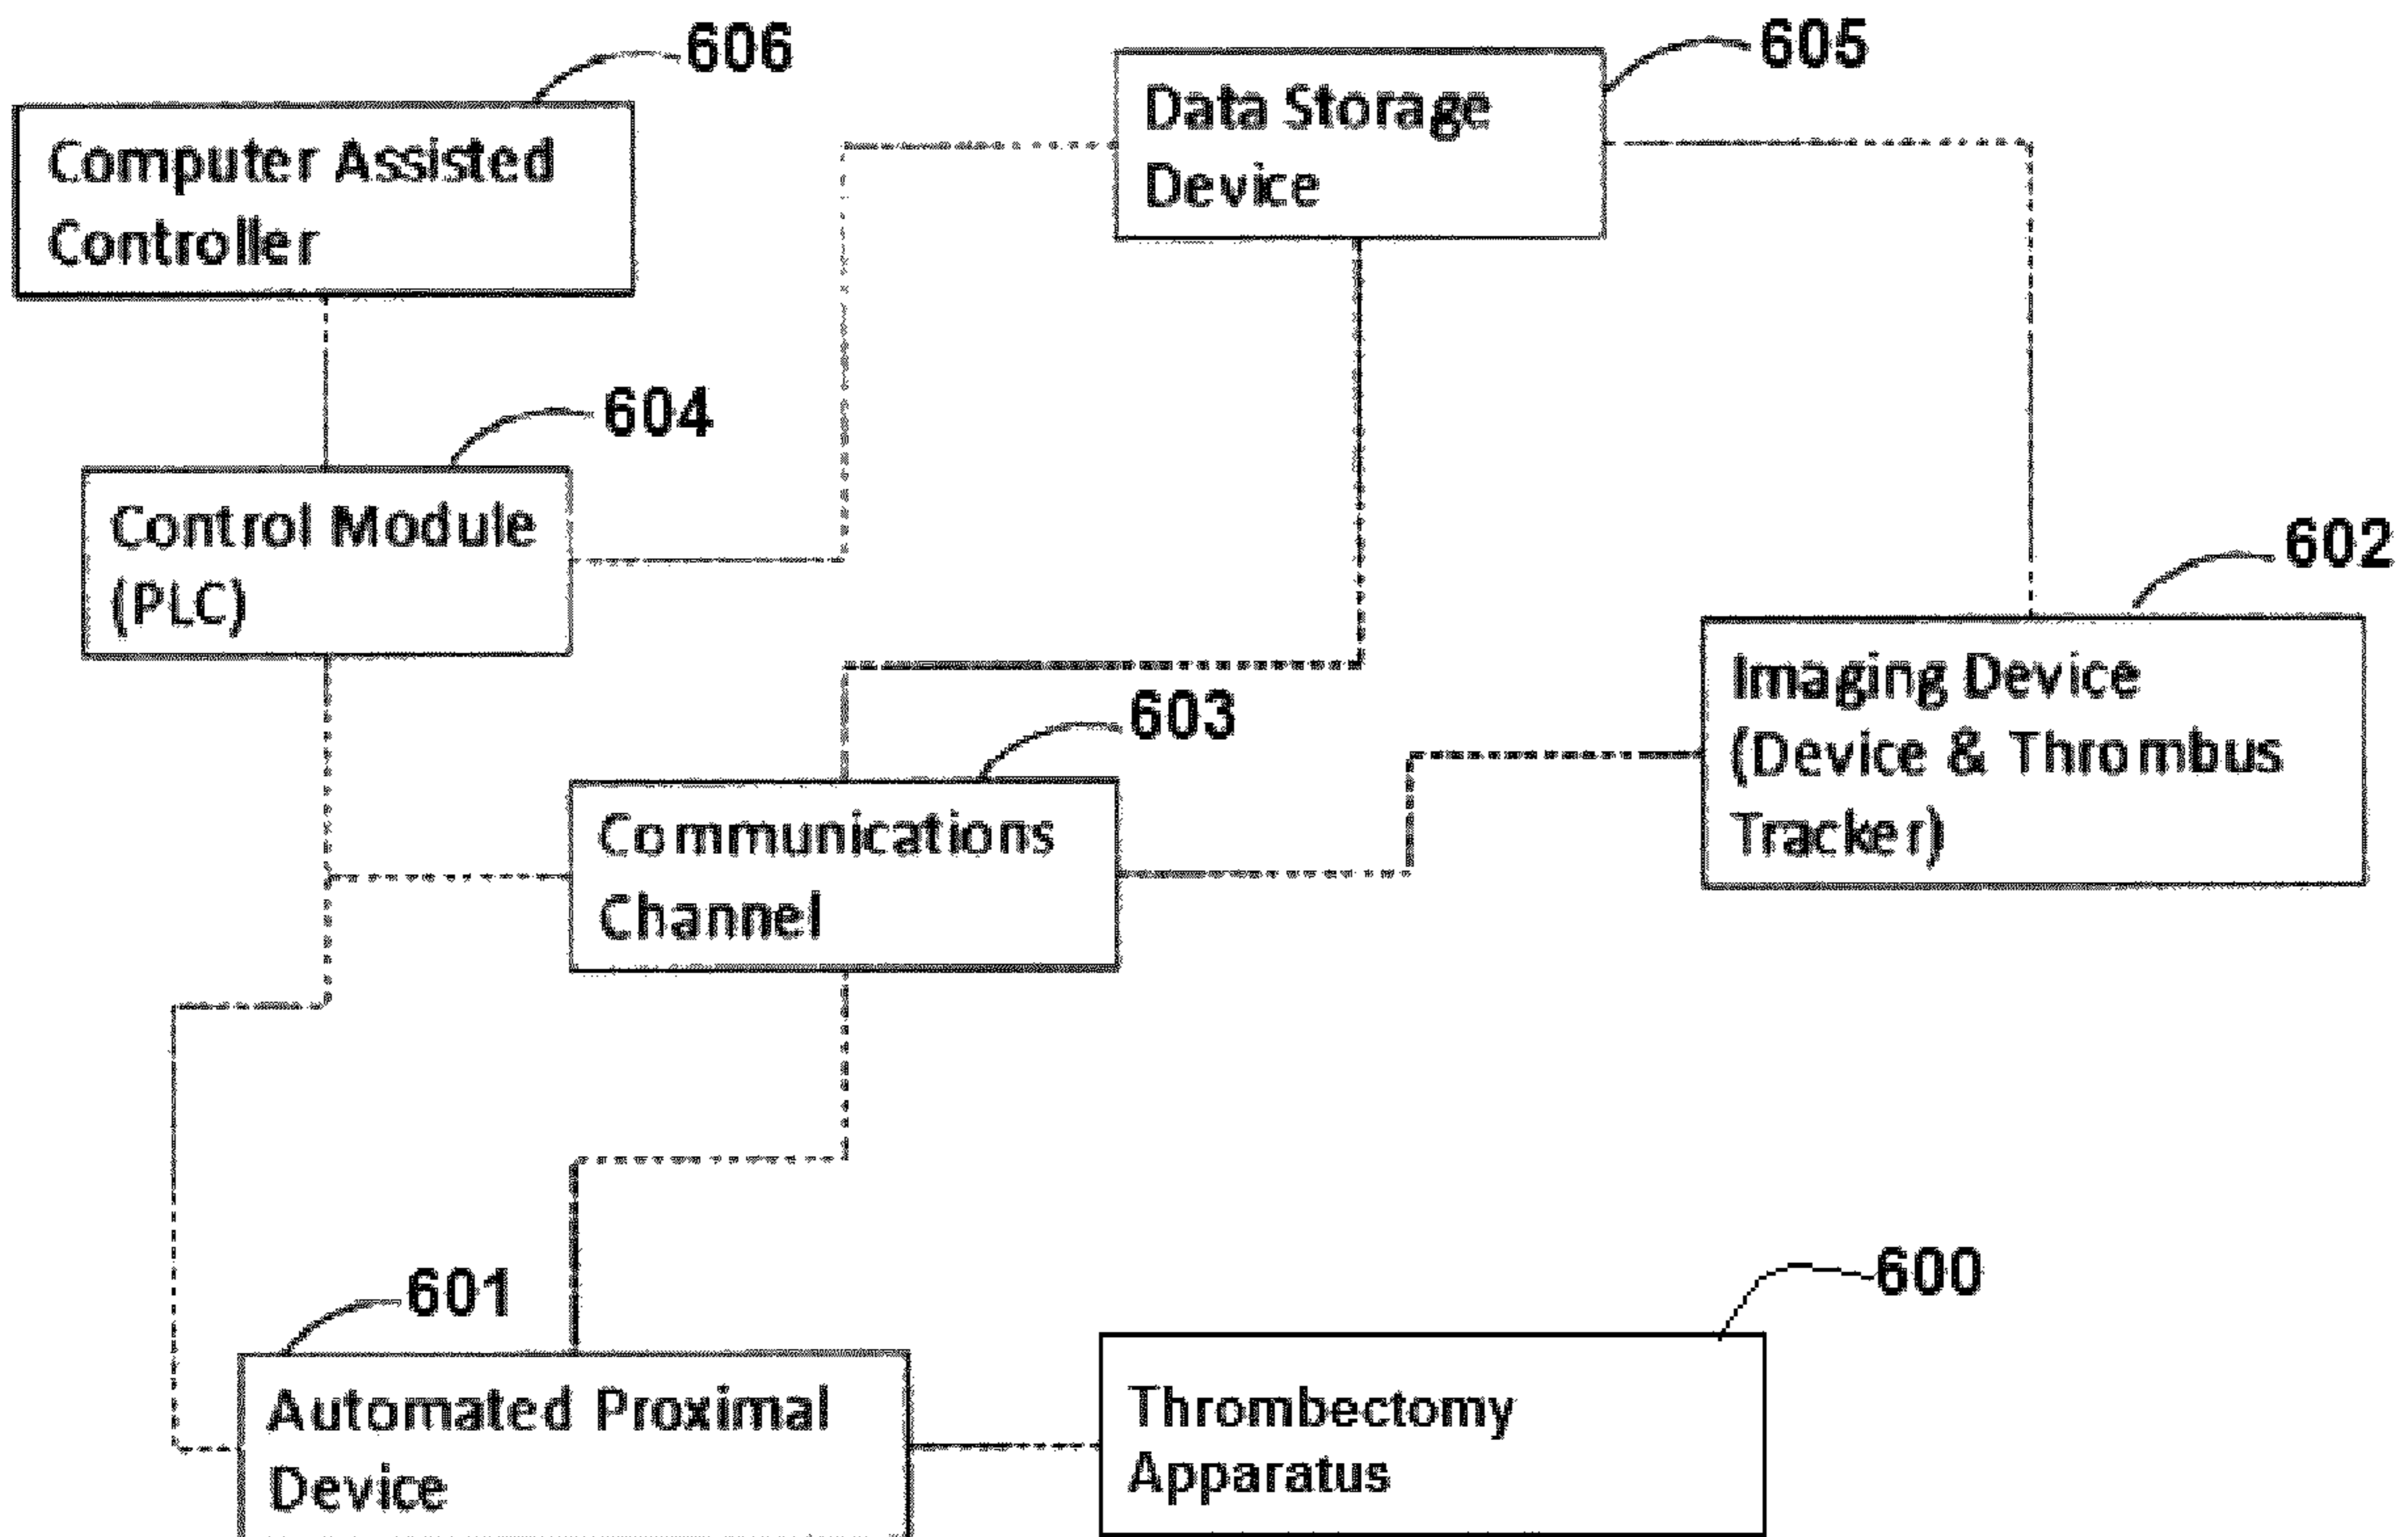 606
605
Computer Assisted
Controller
Data Storage
Device
604
Control Module
(PLC)
602
Imaging Device
(Device & Thrombus
Tracker)
603
Communications
Channel
601
600
Automated Proximal
Device
Thrombectomy
Apparatus